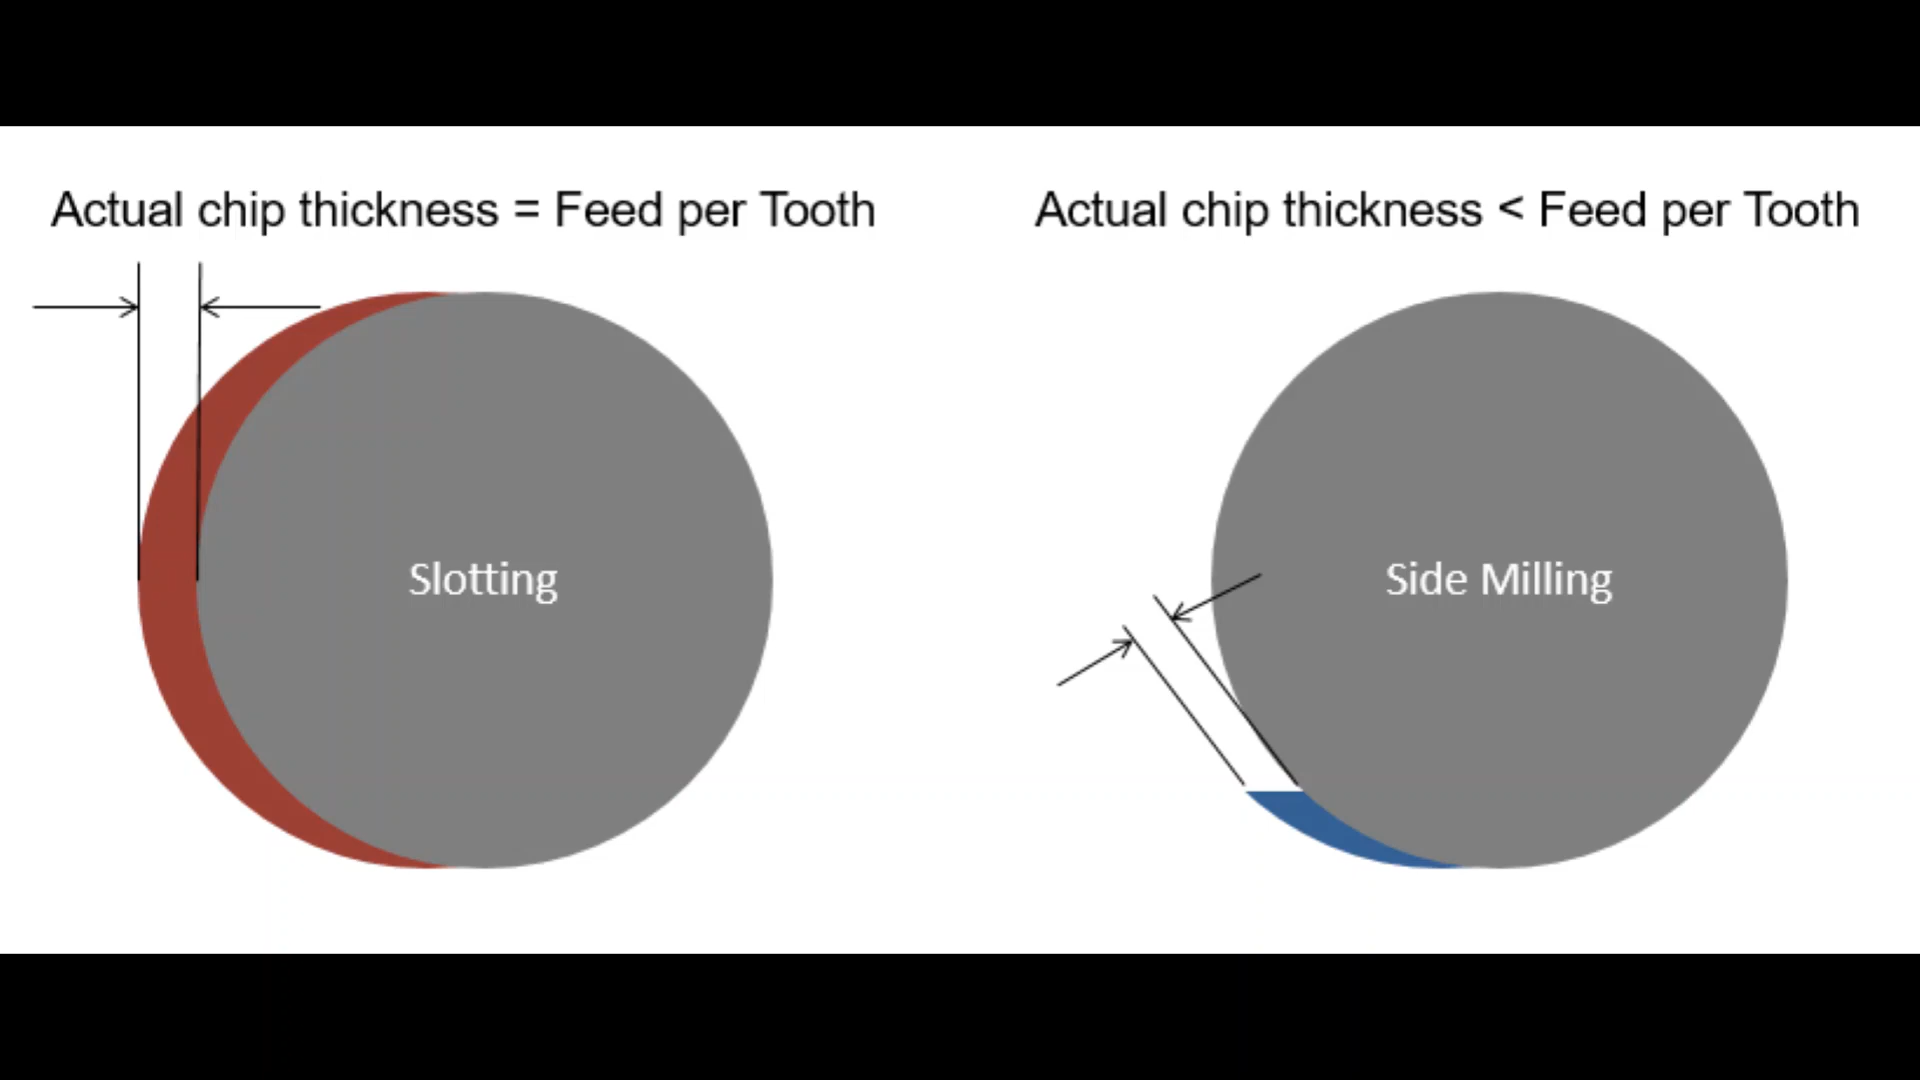 Actual chip thickness = Feed per Tooth
Actual chip thickness < Feed per Tooth
Slotting
Side Milling